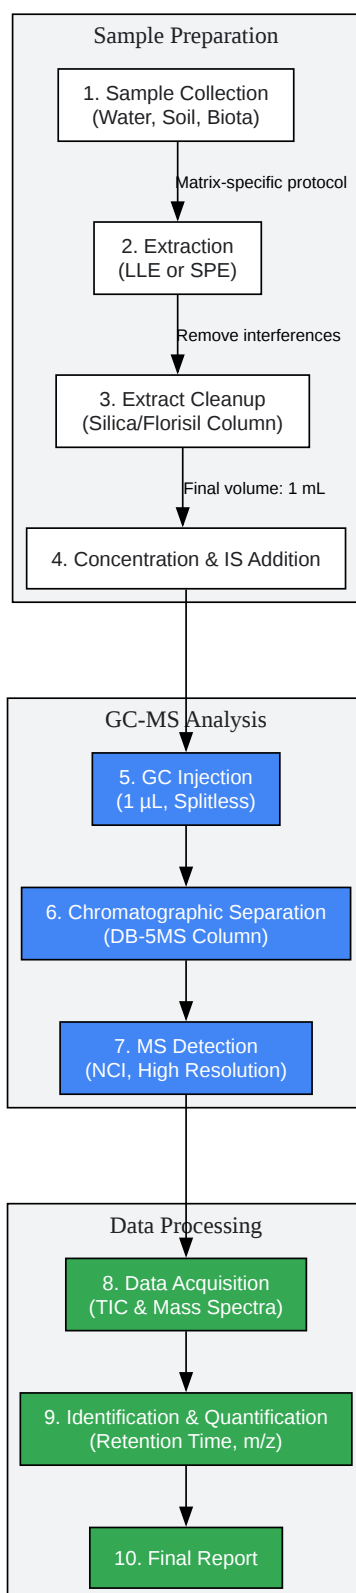 Sample Preparation
1. Sample Collection
(Water, Soil, Biota)
Matrix-specific protocol
2. Extraction
(LLE or SPE)
Remove interferences
3. Extract Cleanup
(Silica/Florisil Column)
Final volume: 1 mL
4. Concentration & IS Addition
GC-MS Analysis
5. GC Injection
(1 µL, Splitless)
6. Chromatographic Separation
(DB-5MS Column)
7. MS Detection
(NCI, High Resolution)
Data Processing
8. Data Acquisition
(TIC & Mass Spectra)
9. Identification & Quantification
(Retention Time, m/z)
10. Final Report